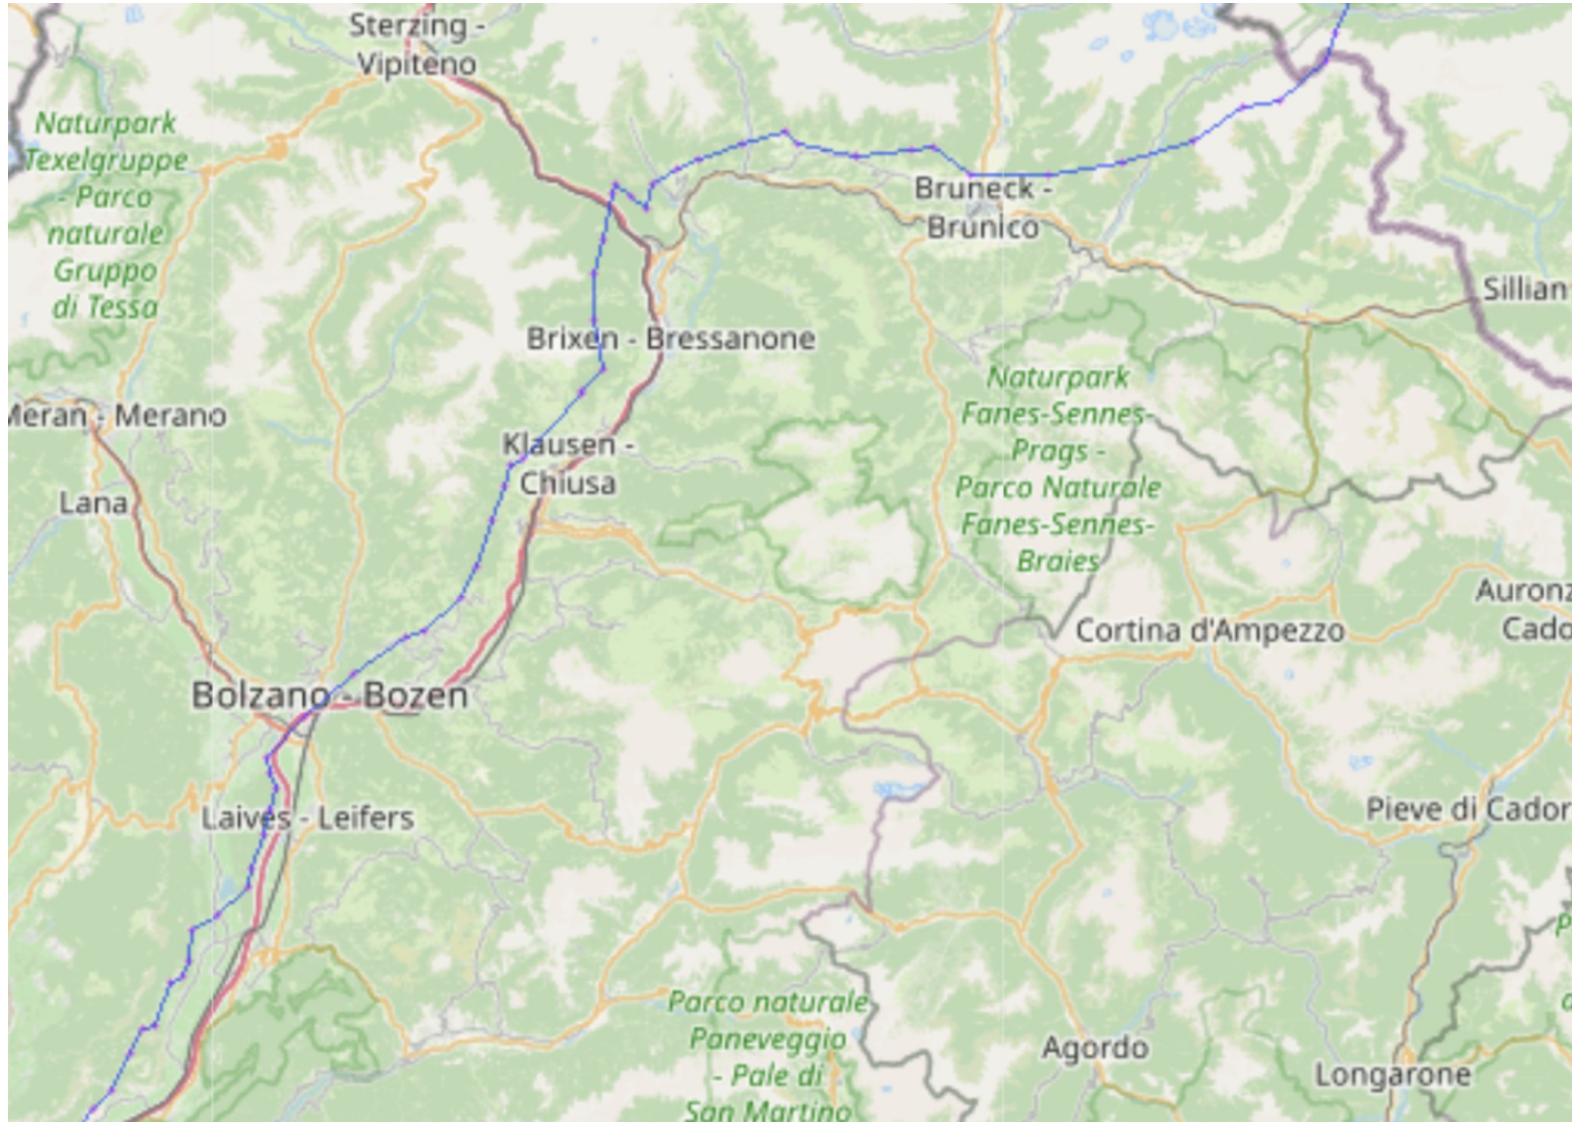 Sterzing -
Vipiteno
Naturpark
Texelgruppe
- Parco
naturale
Gruppo
di Tessa
Bruneck -
Brunico
Sillian
Brixen - Bressanone
Meran - Merano
Naturpark
Fanes-Sennes-
Prags -
Parco Naturale
Fanes-Sennes-
Braies
Klausen -
Chiusa
Lana
Auronz
Cado
Cortina d'Ampezzo
Bolzano - Bozen
Laives - Leifers
Pieve di Cador
Parco naturale
Paneveggio
- Pale di
San Martino
Agordo
Longarone